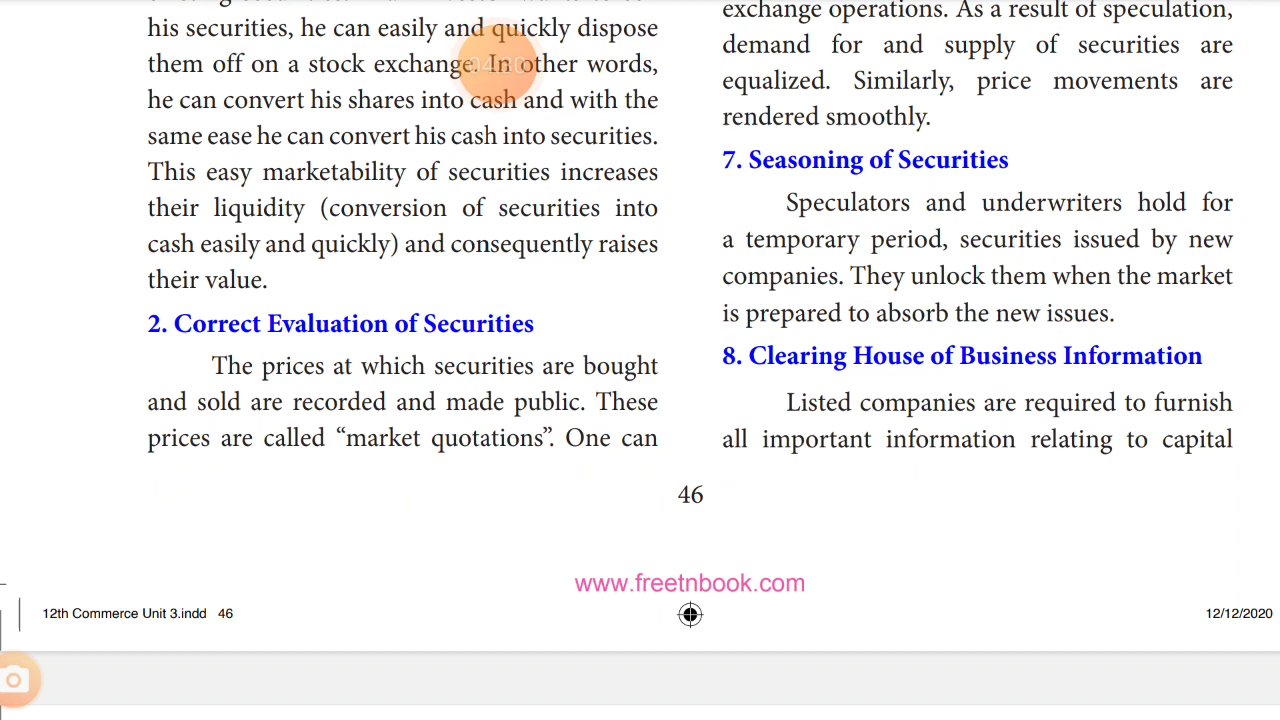 his securities, he can easily and quickly dispose
them off on a stock exchange. In other words,
he can convert his shares into cash and with the
same ease he can convert his cash into securities.
This easy marketability of securities increases
their liquidity (conversion of securities into
cash easily and quickly) and consequently raises
their value.
2. Correct Evaluation of Securities
The prices at which securities are bought
and sold are recorded and made public. These
prices are called “market quotations”. One can
exchange operations. As a result of speculation,
demand for and supply of securities are
equalized. Similarly, price movements are
rendered smoothly.
7. Seasoning of Securities
Speculators and underwriters hold for
a temporary period, securities issued by new
companies. They unlock them when the market
is prepared to absorb the new issues.
8. Clearing House of Business Information
Listed companies are required to furnish
all important information relating to capital
46
www.freetnbook.com
12th Commerce Unit 3.indd 46
12/12/2020